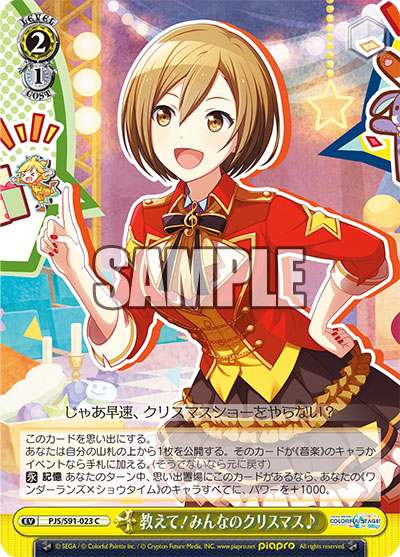 LEVEL
2
1
COST
SAMPLE
じゃあ早速、クリスマスショーをやらない？
このカードを思い出にする。
あなたは自分の山札の上から1枚を公開する。そのカードが《音楽》のキャラか
イベントなら手札に加える。（そうでないなら元に戻す）
永 記憶 あなたのターン中、思い出置場にこのカードがあるなら、あなたの《ワ
ンダーランズ×ショウタイム》のキャラすべてに、パワーを+1000。
EV PJS/S91-023 C 教えて！みんなのクリスマス♪
COLORFUL STAGE!
© SEGA / © Colorful Palette Inc. / © Crypton Future Media, INC. www.piapro.net piapro All rights reserved.